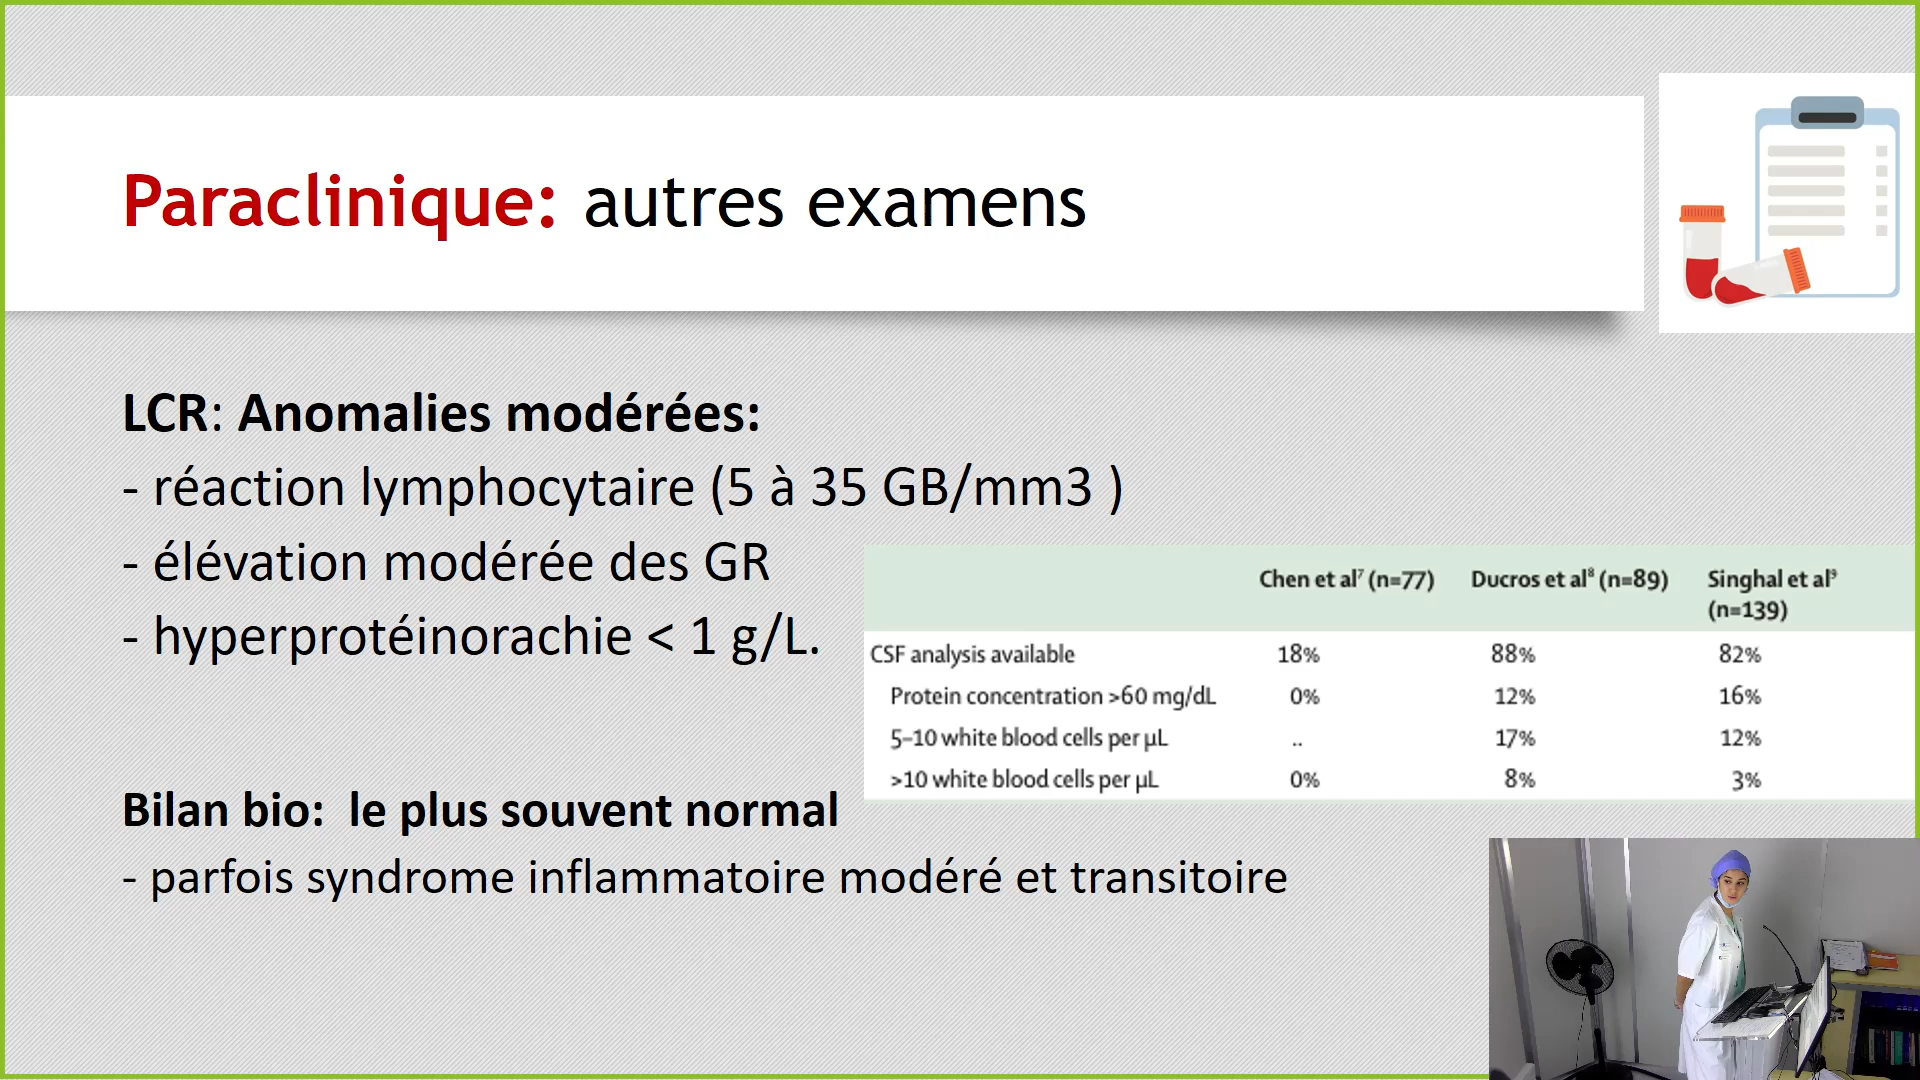 Paraclinique: autres examens
LCR: Anomalies modérées:
- réaction lymphocytaire (5 à 35 GB/mm3 )
- élévation modérée des GR
- hyperprotéinorachie < 1 g/L.
Chen et al⁷ (n=77) Ducros et al⁸ (n=89) Singhal et al⁹
(n=139)
CSF analysis available 18% 88% 82%
Protein concentration >60 mg/dL 0% 12% 16%
5–10 white blood cells per µL .. 17% 12%
>10 white blood cells per µL 0% 8% 3%
Bilan bio: le plus souvent normal
- parfois syndrome inflammatoire modéré et transitoire